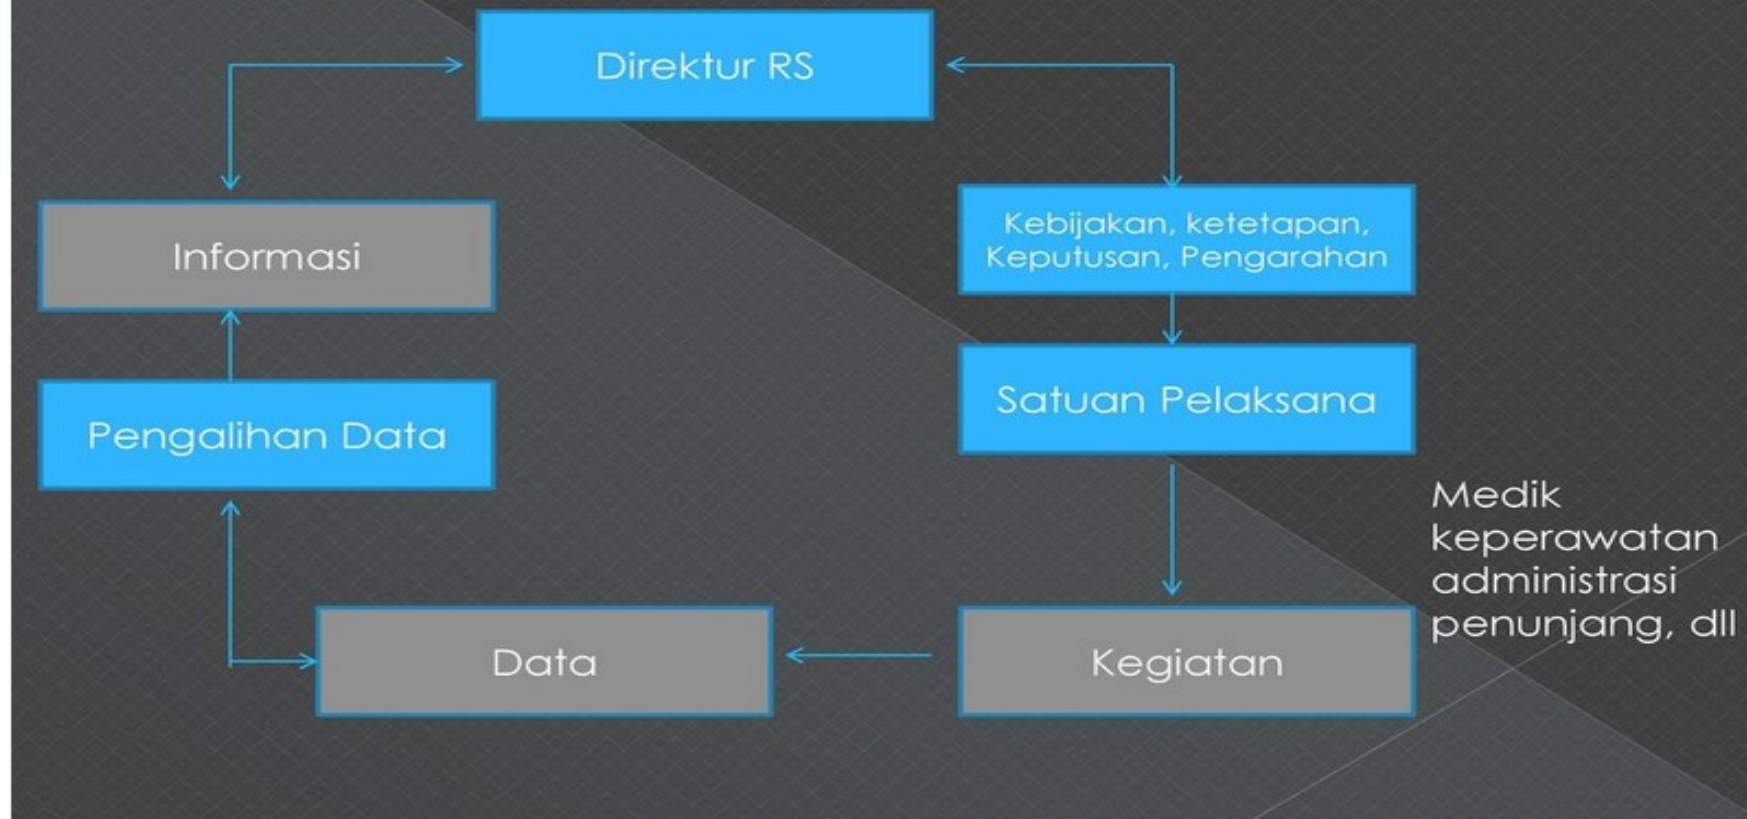 Direktur RS
Informasi
Kebijakan, ketetapan,
Keputusan, Pengarahan
Pengalihan Data
Satuan Pelaksana
Medik
keperawatan
administrasi
penunjang, dll
Data
Kegiatan